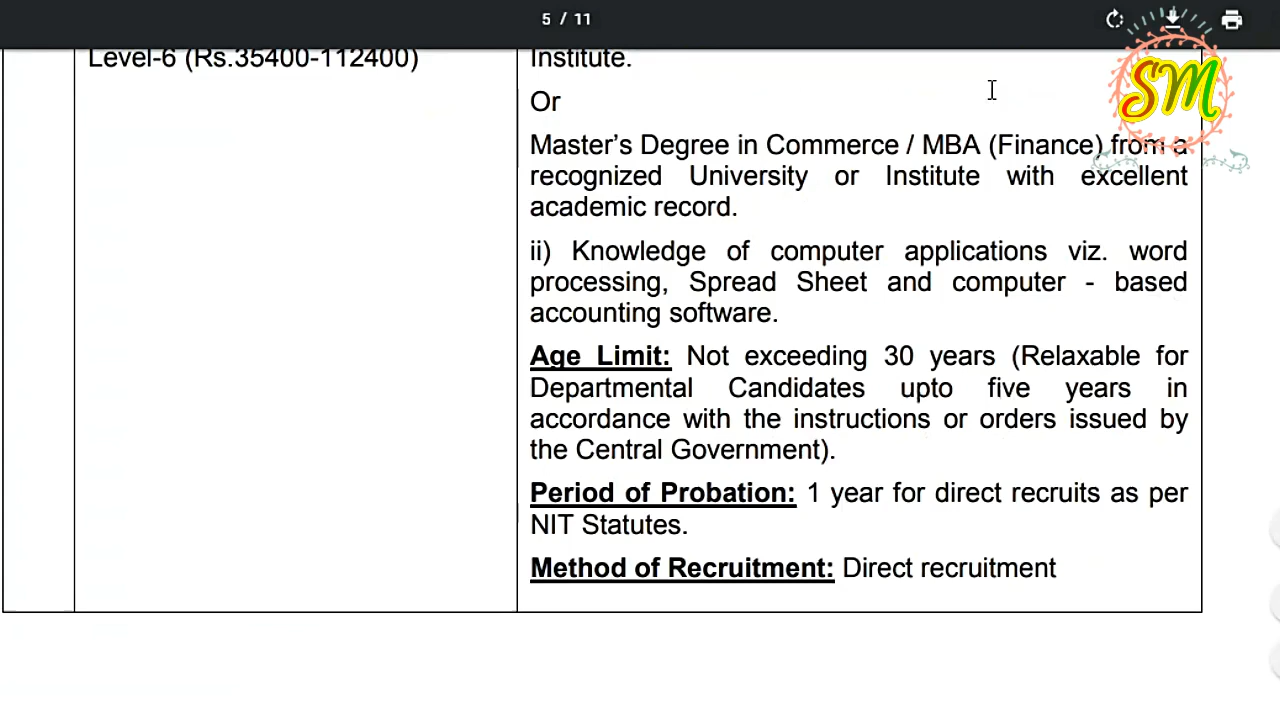 5 / 11
SM
Level-6 (Rs.35400-112400)
Institute.
Or
Master’s Degree in Commerce / MBA (Finance) from a
recognized University or Institute with excellent
academic record.
ii) Knowledge of computer applications viz. word
processing, Spread Sheet and computer - based
accounting software.
Age Limit: Not exceeding 30 years (Relaxable for
Departmental Candidates upto five years in
accordance with the instructions or orders issued by
the Central Government).
Period of Probation: 1 year for direct recruits as per
NIT Statutes.
Method of Recruitment: Direct recruitment